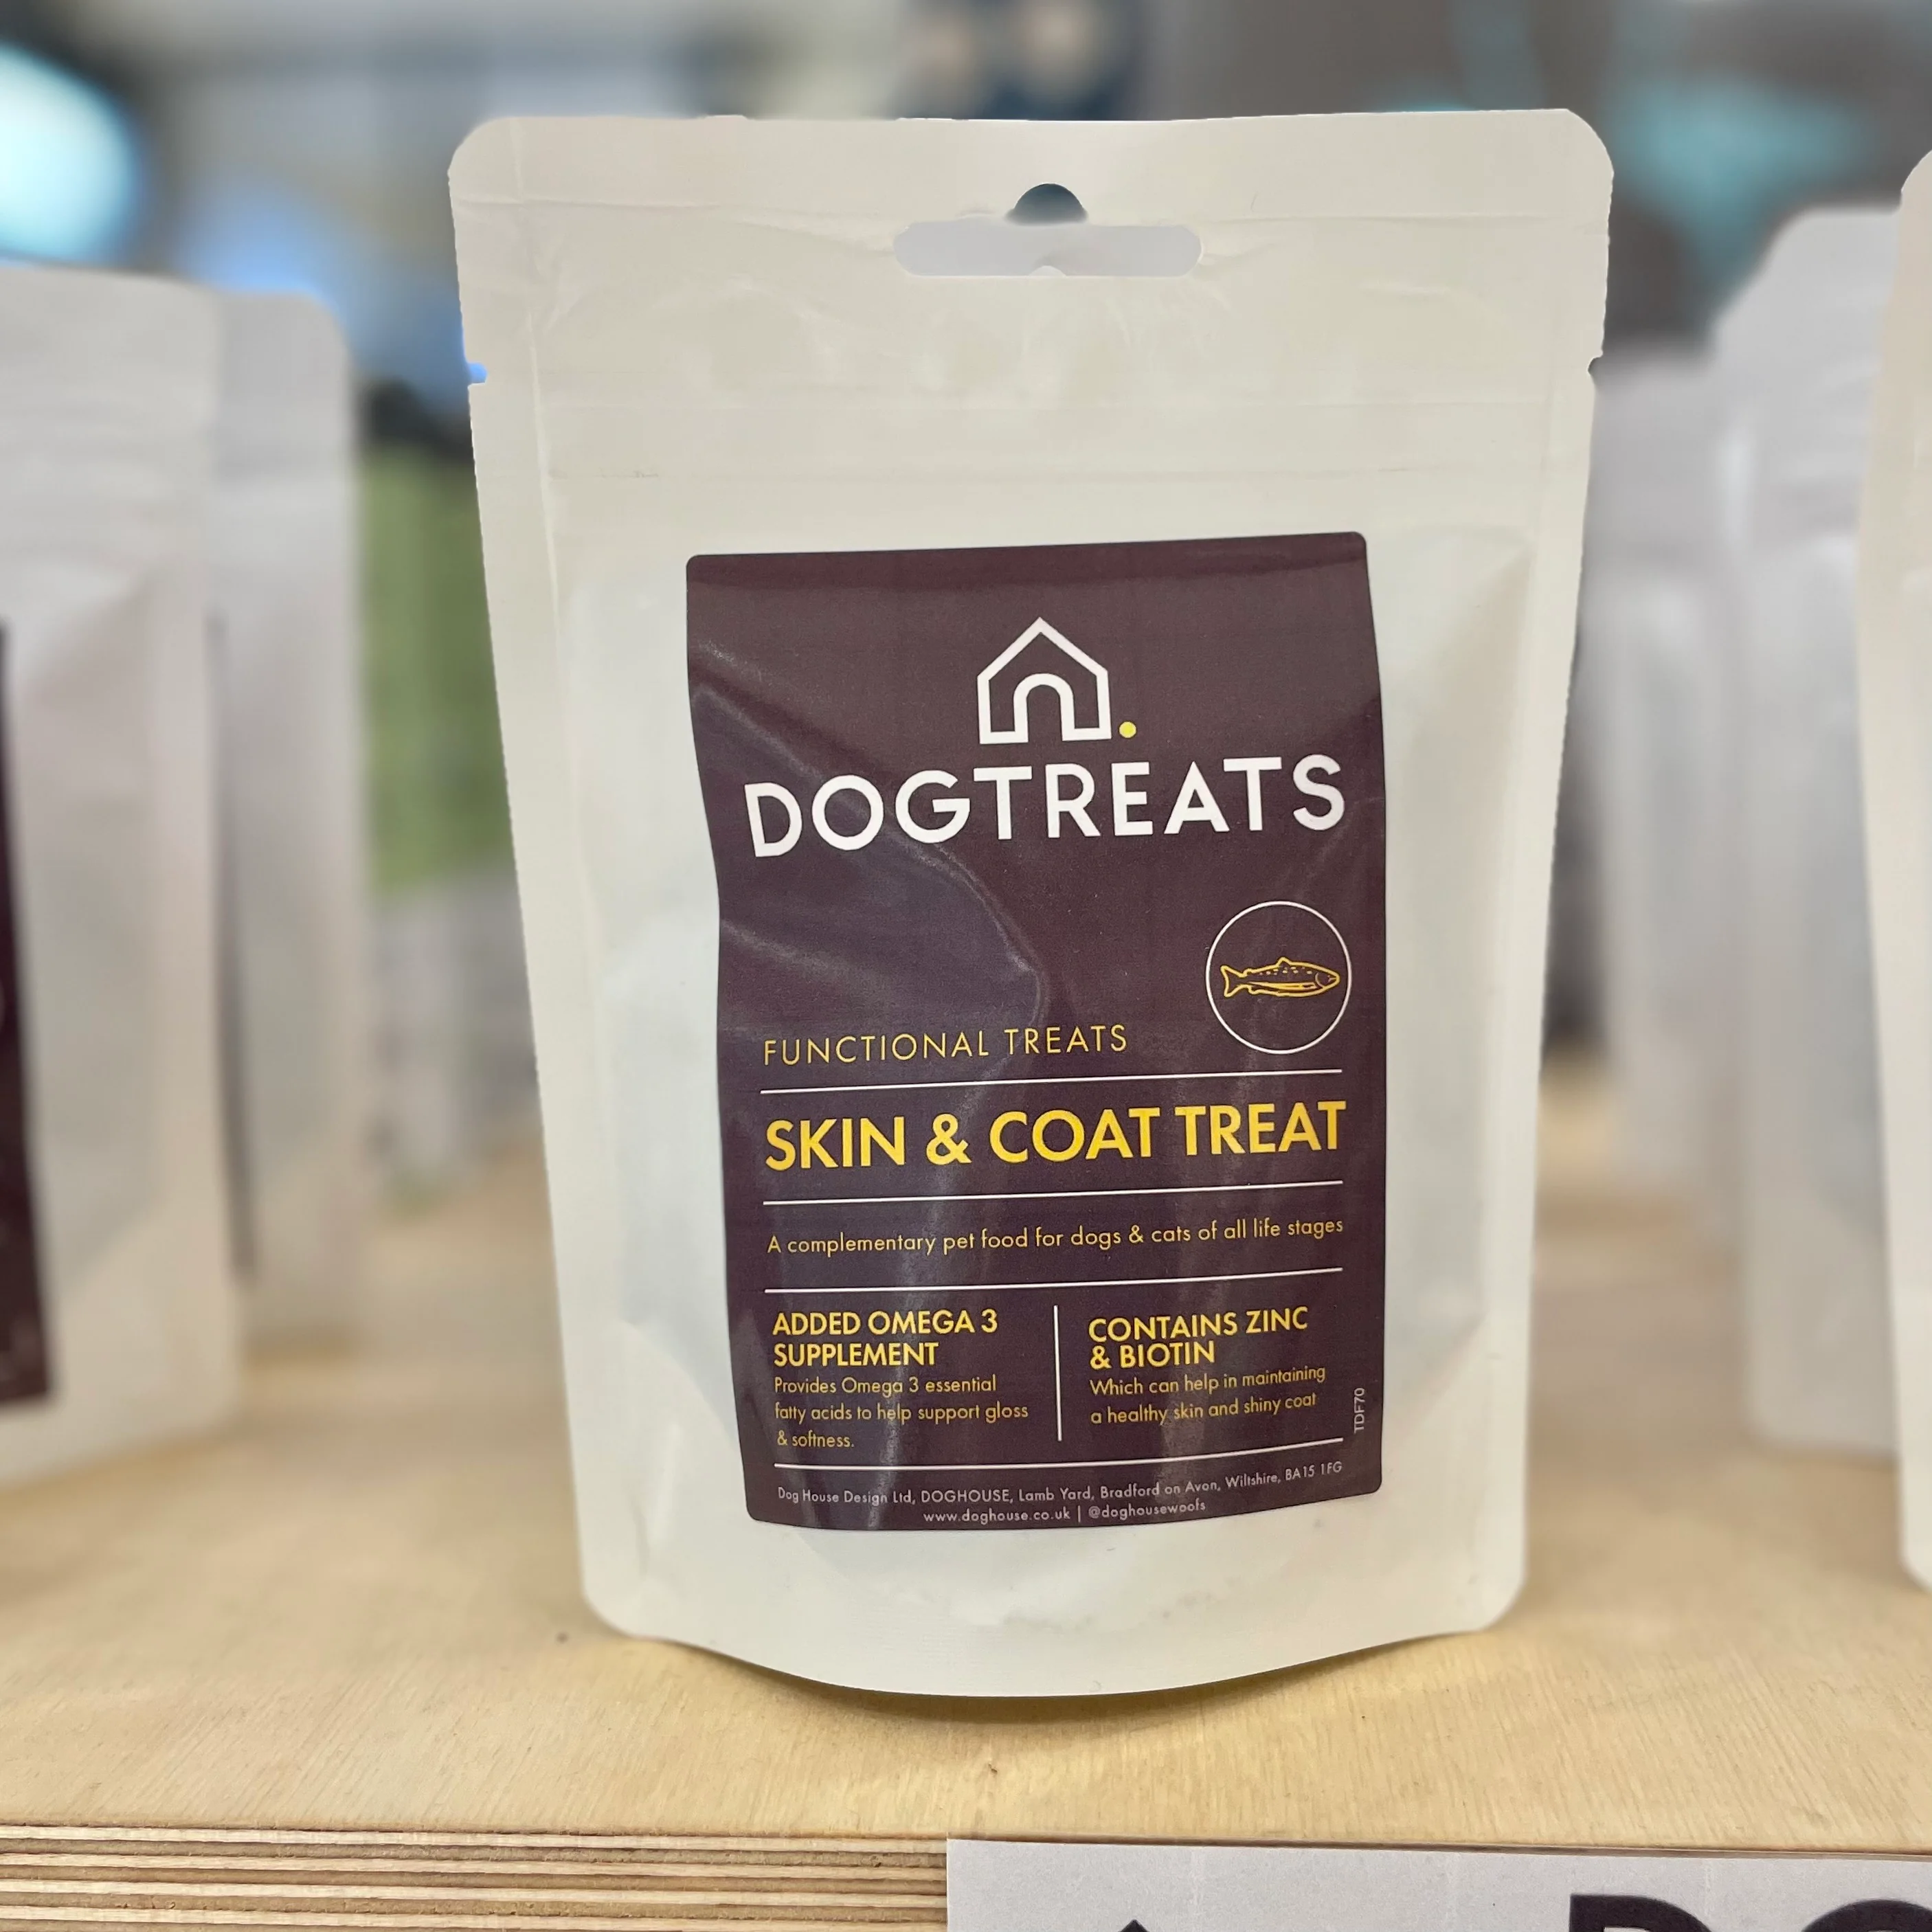 DOGTREATS
FUNCTIONAL TREATS
SKIN & COAT TREAT
A complementary pet food for dogs & cats of all life stages
ADDED OMEGA 3
SUPPLEMENT
Provides Omega 3 essential
fatty acids to help support gloss
& softness.
CONTAINS ZINC
& BIOTIN
Which can help in maintaining
a healthy skin and shiny coat
TDF70
Dog House Design Ltd, DOGHOUSE, Lamb Yard, Bradford on Avon, Wiltshire, BA15 1FG
www.doghouse.co.uk | @doghousewoofs